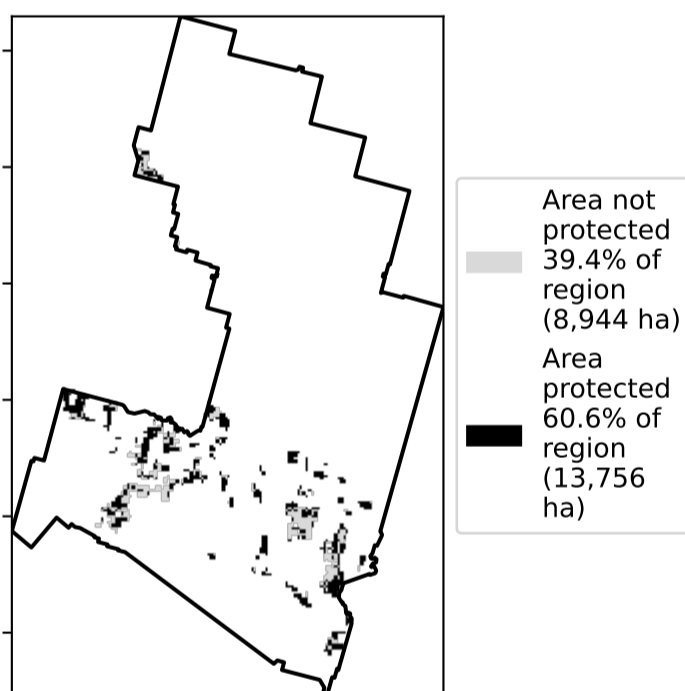 Area not
protected
39.4% of
region
(8,944 ha)
Area
protected
60.6% of
region
(13,756
ha)